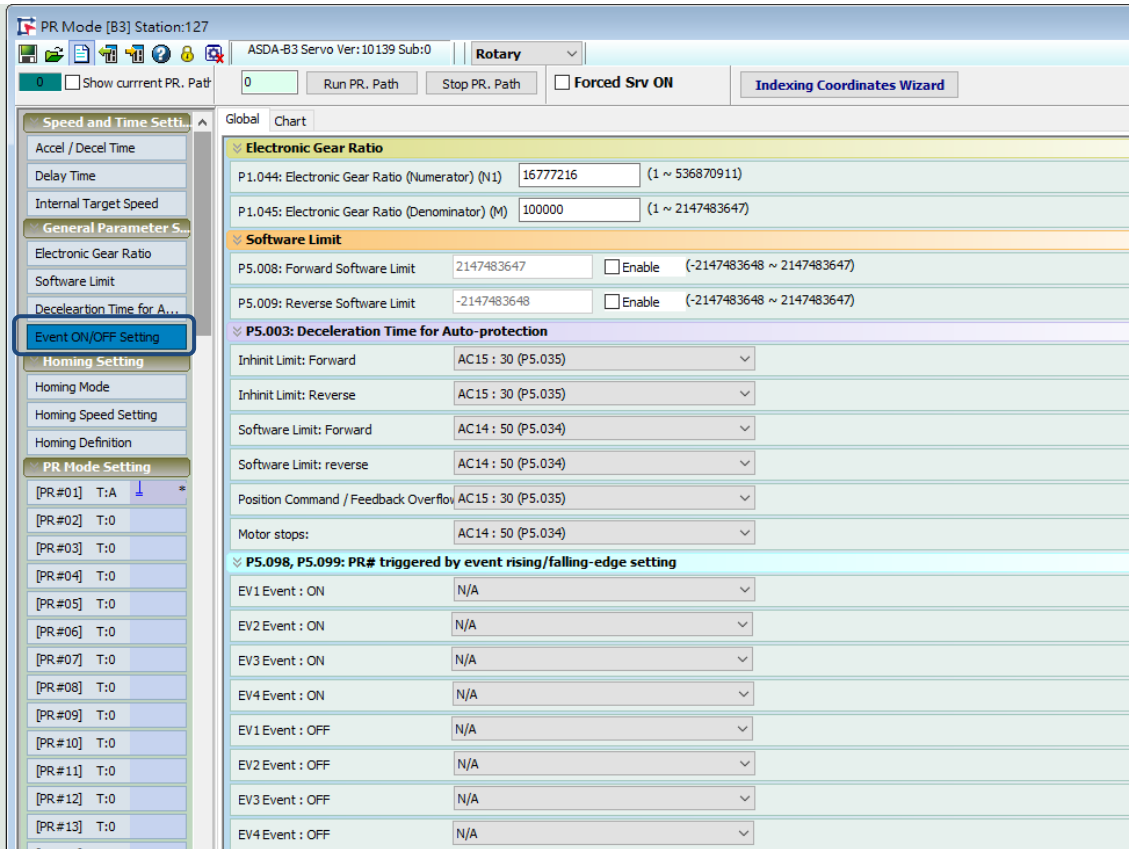 PR Mode [B3] Station:127
ASDA-B3 Servo Ver:10139 Sub:0
Rotary
0
Show currrent PR. Path
0
Run PR. Path
Stop PR. Path
Forced Srv ON
Indexing Coordinates Wizard
Speed and Time Setti...
Accel / Decel Time
Delay Time
Internal Target Speed
General Parameter S...
Electronic Gear Ratio
Software Limit
Deceleartion Time for A...
Event ON/OFF Setting
Homing Setting
Homing Mode
Homing Speed Setting
Homing Definition
PR Mode Setting
[PR#01] T:A *
[PR#02] T:0
[PR#03] T:0
[PR#04] T:0
[PR#05] T:0
[PR#06] T:0
[PR#07] T:0
[PR#08] T:0
[PR#09] T:0
[PR#10] T:0
[PR#11] T:0
[PR#12] T:0
[PR#13] T:0
Global Chart
Electronic Gear Ratio
P1.044: Electronic Gear Ratio (Numerator) (N1) 16777216 (1 ~ 536870911)
P1.045: Electronic Gear Ratio (Denominator) (M) 100000 (1 ~ 2147483647)
Software Limit
P5.008: Forward Software Limit 2147483647 Enable (-2147483648 ~ 2147483647)
P5.009: Reverse Software Limit -2147483648 Enable (-2147483648 ~ 2147483647)
P5.003: Deceleration Time for Auto-protection
Inhinit Limit: Forward AC15 : 30 (P5.035)
Inhinit Limit: Reverse AC15 : 30 (P5.035)
Software Limit: Forward AC14 : 50 (P5.034)
Software Limit: reverse AC14 : 50 (P5.034)
Position Command / Feedback Overflow AC15 : 30 (P5.035)
Motor stops: AC14 : 50 (P5.034)
P5.098, P5.099: PR# triggered by event rising/falling-edge setting
EV1 Event : ON N/A
EV2 Event : ON N/A
EV3 Event : ON N/A
EV4 Event : ON N/A
EV1 Event : OFF N/A
EV2 Event : OFF N/A
EV3 Event : OFF N/A
EV4 Event : OFF N/A